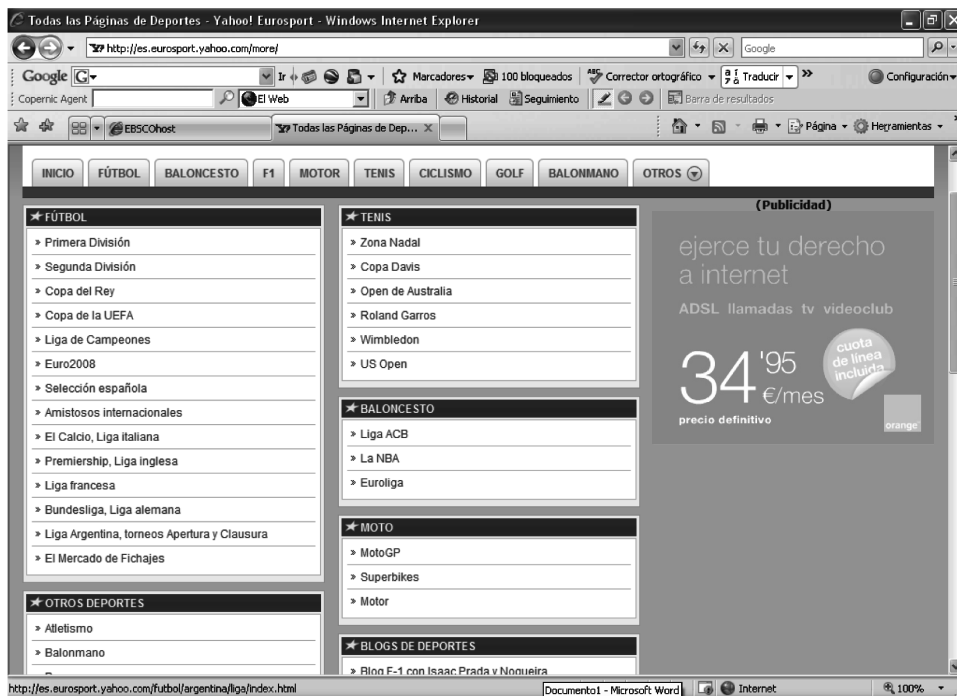 Todas las Páginas de Deportes - Yahoo! Eurosport - Windows Internet Explorer
http://es.eurosport.yahoo.com/more/
Google
Google G Ir 100 bloqueados Marcadores Corrector ortográfico Traducir » Configuración
Copernic Agent El Web Arriba Historial Seguimiento Barra de resultados
EBSCOhost Todas las Páginas de Dep... X Página Herramientas »
INICIO FÚTBOL BALONCESTO F1 MOTOR TENIS CICLISMO GOLF BALONMANO OTROS
FÚTBOL
» Primera División
» Segunda División
» Copa del Rey
» Copa de la UEFA
» Liga de Campeones
» Euro2008
» Selección española
» Amistosos internacionales
» El Calcio, Liga italiana
» Premiership, Liga inglesa
» Liga francesa
» Bundesliga, Liga alemana
» Liga Argentina, torneos Apertura y Clausura
» El Mercado de Fichajes
OTROS DEPORTES
» Atletismo
» Balonmano
TENIS
» Zona Nadal
» Copa Davis
» Open de Australia
» Roland Garros
» Wimbledon
» US Open
BALONCESTO
» Liga ACB
» La NBA
» Euroliga
MOTO
» MotoGP
» Superbikes
» Motor
BLOGS DE DEPORTES
» Blog F-1 con Isaac Prada y Nogueira
(Publicidad)
ejerce tu derecho
a internet
ADSL llamadas tv videoclub
34'95
€/mes
cuota
de línea
incluida
precio definitivo
orange
http://es.eurosport.yahoo.com/futbol/argentina/liga/index.html
Documento1 - Microsoft Word
Internet
100%